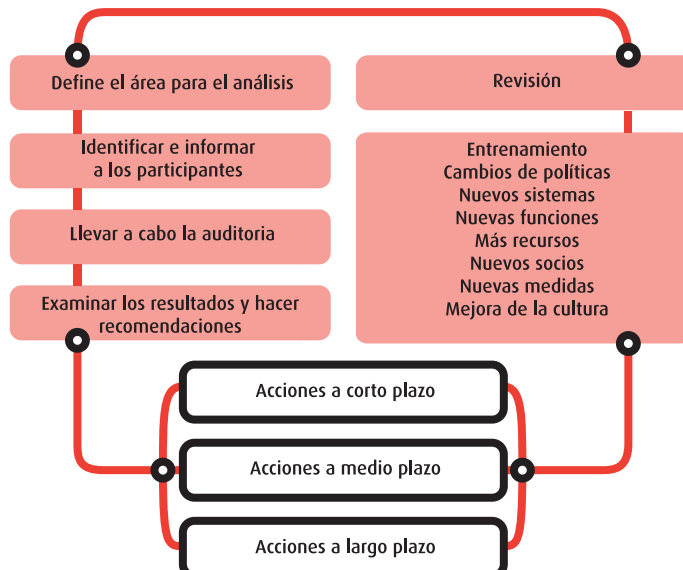 Define el área para el análisis
Identificar e informar
a los participantes
Llevar a cabo la auditoria
Examinar los resultados y hacer
recomendaciones
Revisión
Entrenamiento
Cambios de políticas
Nuevos sistemas
Nuevas funciones
Más recursos
Nuevos socios
Nuevas medidas
Mejora de la cultura
Acciones a corto plazo
Acciones a medio plazo
Acciones a largo plazo